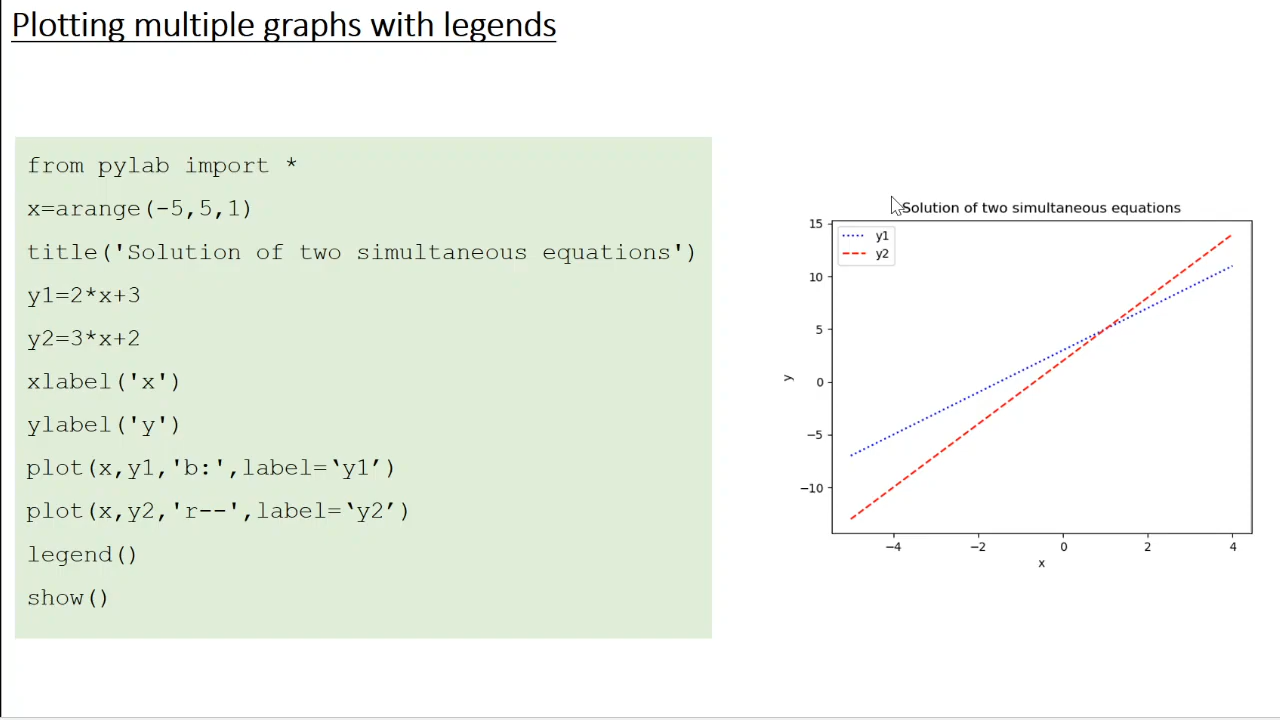 Plotting multiple graphs with legends
from pylab import *
x=arange(-5,5,1)
title('Solution of two simultaneous equations')
y1=2*x+3
y2=3*x+2
xlabel('x')
ylabel('y')
plot(x,y1,'b:',label=‘y1’)
plot(x,y2,'r--',label=‘y2’)
legend()
show()
Solution of two simultaneous equations
15
10
5
0
−5
−10
y
y1
y2
−4 −2 0 2 4
x